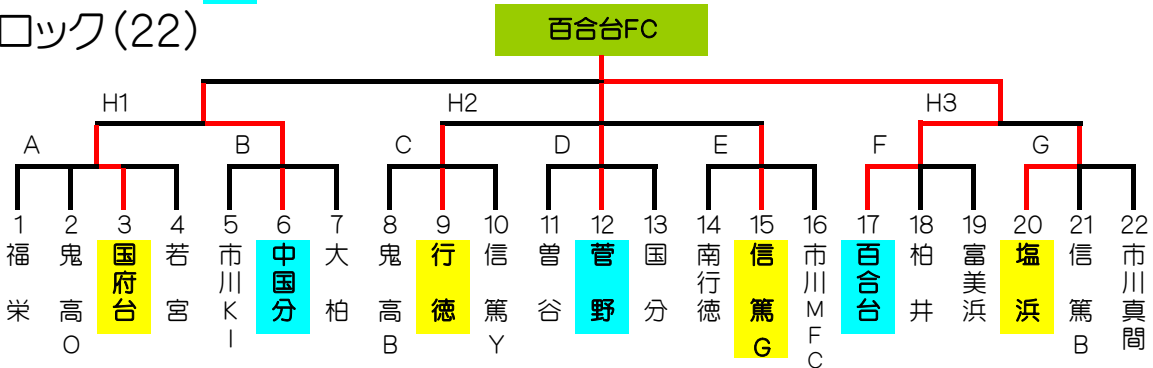 ロック(22)
百合台FC
H1 H2 H3
A B C D E F G
1 2 3 4 5 6 7 8 9 10 11 12 13 14 15 16 17 18 19 20 21 22
福栄
鬼高O
国府台
若宮
市川KI
中国分
大柏
鬼高B
行徳
信篤Y
曽谷
菅野
国分
南行徳
信篤G
市川MFC
百合台
柏井
富美浜
塩浜
信篤B
市川真間